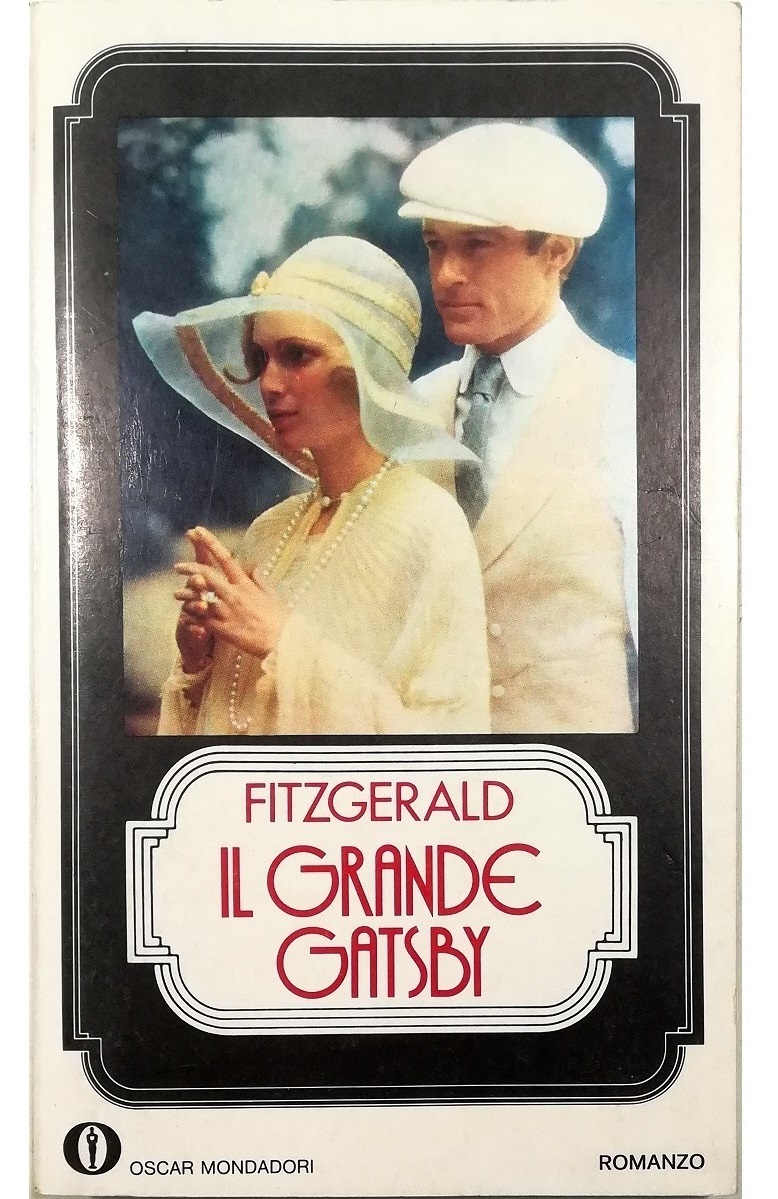 FITZGERALD
IL GRANDE
GATSBY
OSCAR MONDADORI
ROMANZO